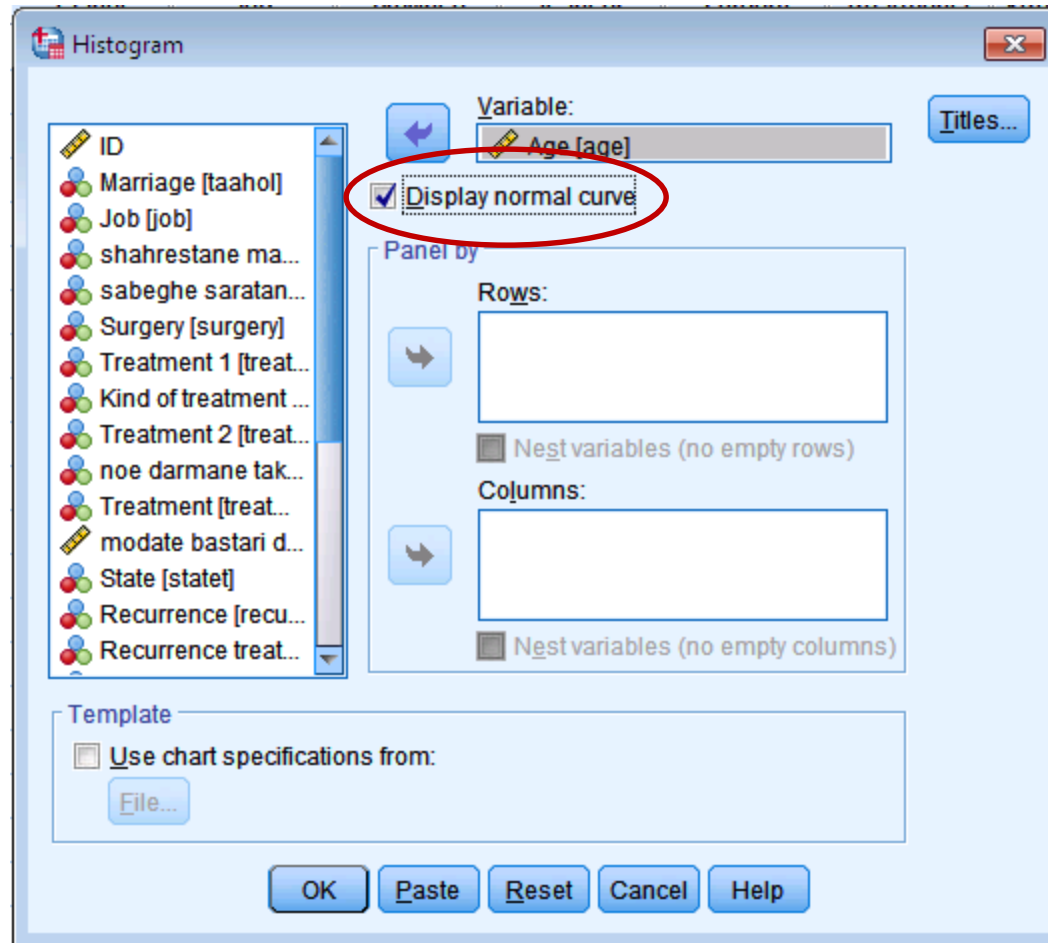 Histogram
Variable:
Titles...
Age [age]
Display normal curve
ID
Marriage [taahol]
Job [job]
shahrestane ma...
sabeghe saratan...
Surgery [surgery]
Treatment 1 [treat...
Kind of treatment ...
Treatment 2 [treat...
noe darmane tak...
Treatment [treat...
modate bastari d...
State [statet]
Recurrence [recu...
Recurrence treat...
Panel by
Rows:
Nest variables (no empty rows)
Columns:
Nest variables (no empty columns)
Template
Use chart specifications from:
File...
OK Paste Reset Cancel Help